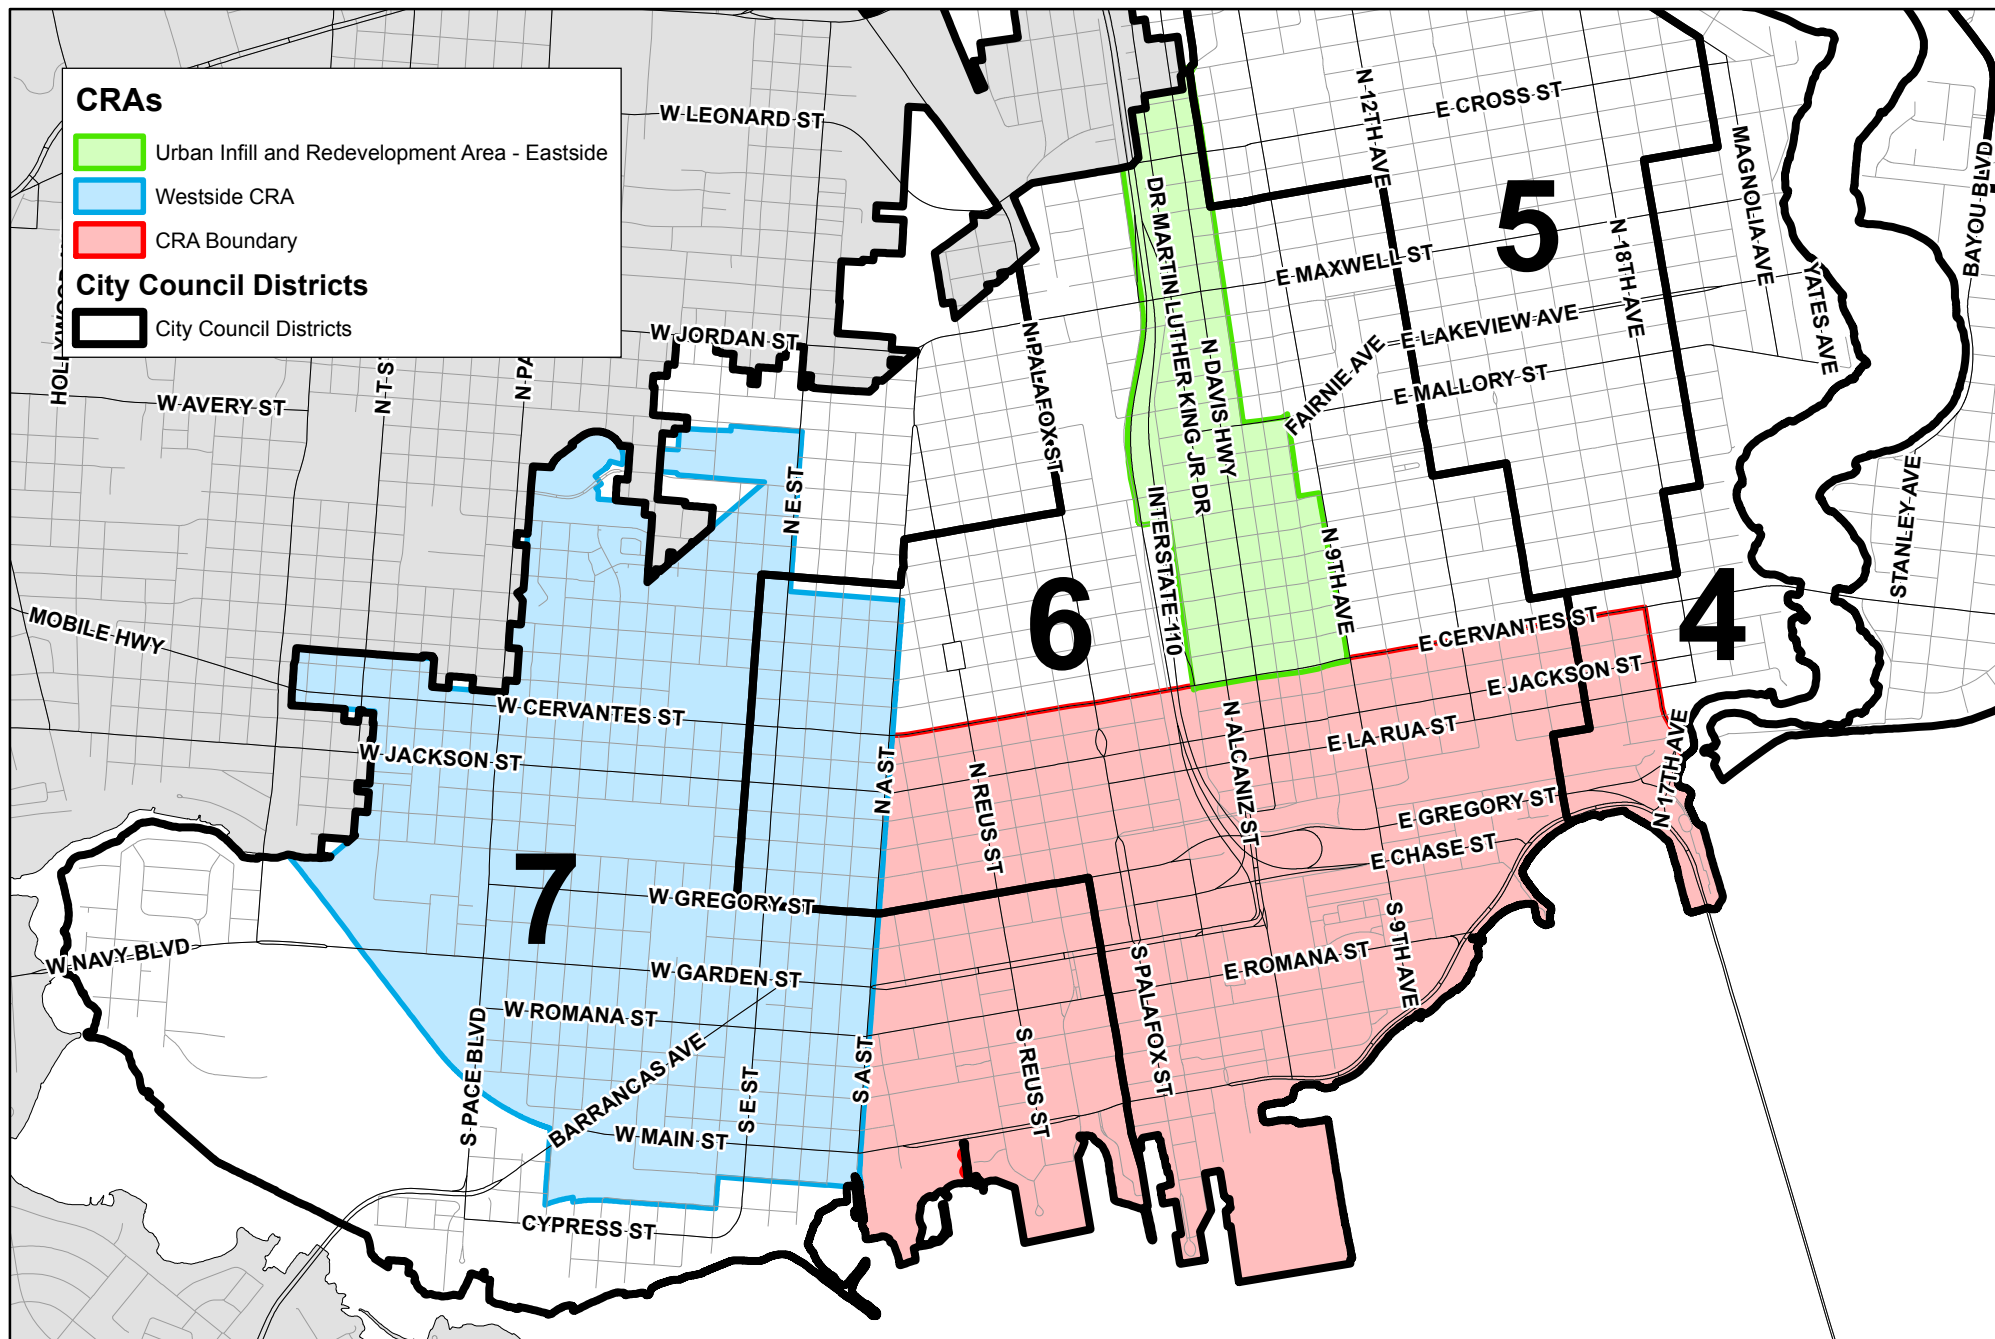 CRAs
Urban Infill and Redevelopment Area - Eastside
Westside CRA
CRA Boundary
City Council Districts
City Council Districts
W LEONARD ST
W JORDAN ST
W AVERY ST
N T S
N PA
N E ST
MOBILE HWY
W CERVANTES ST
W JACKSON ST
N A ST
7
W GREGORY ST
W NAVY BLVD
W GARDEN ST
W ROMANA ST
BARRANCAS AVE
S PACE BLVD
S E ST
S A ST
W MAIN ST
CYPRESS ST
N PALAFOX ST
DR MARTIN LUTHER KING JR DR
N DAVIS HWY
INTERSTATE 110
6
N REUS ST
N ALCANIZ ST
S PALAFOX ST
S REUS ST
N 12TH AVE
E CROSS ST
MAGNOLIA AVE
BAYOU BLVD
5
N 18TH AVE
YATES AVE
E MAXWELL ST
E LAKEVIEW AVE
FAIRNIE AVE
E MALLORY ST
STANLEY AVE
N 9TH AVE
4
E CERVANTES ST
E JACKSON ST
E LA RUA ST
N 17TH AVE
E GREGORY ST
E CHASE ST
S 9TH AVE
E ROMANA ST